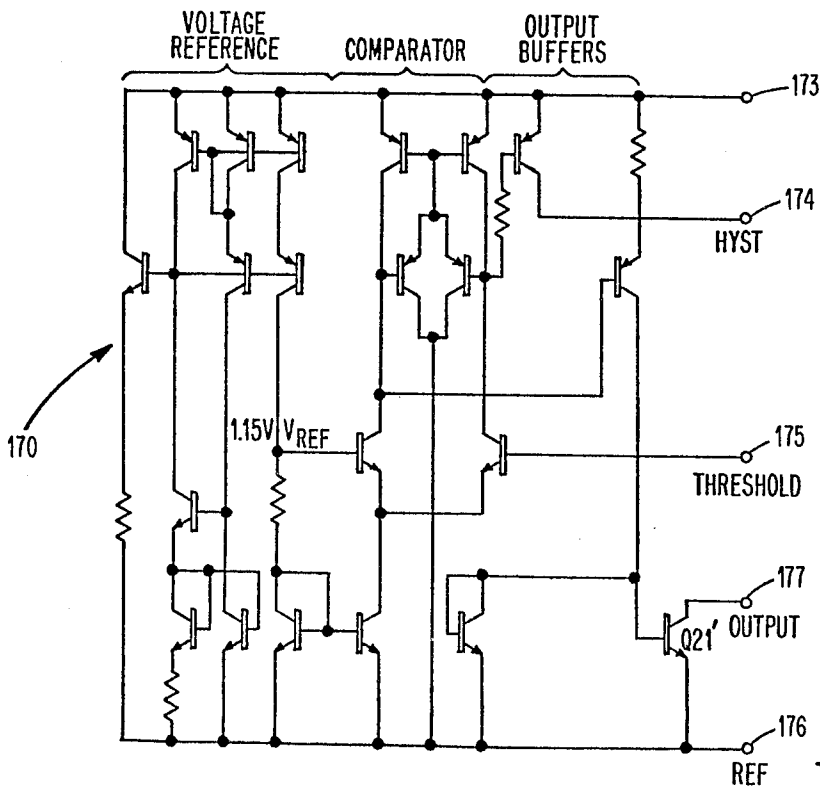 VOLTAGE
REFERENCE
COMPARATOR
OUTPUT
BUFFERS
173
174
HYST
170
1.15V VREF
175
THRESHOLD
177
Q21' OUTPUT
176
REF